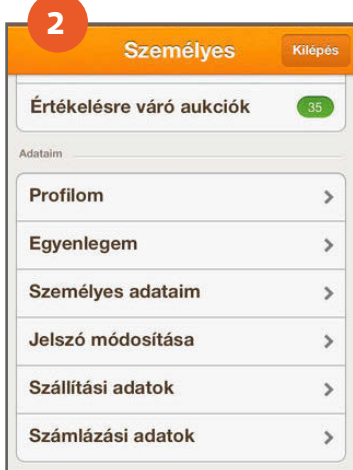 2
Személyes Kilépés
Értékelésre váró aukciók 35
Adataim
Profilom
Egyenlegem
Személyes adataim
Jelszó módosítása
Szállítási adatok
Számlázási adatok